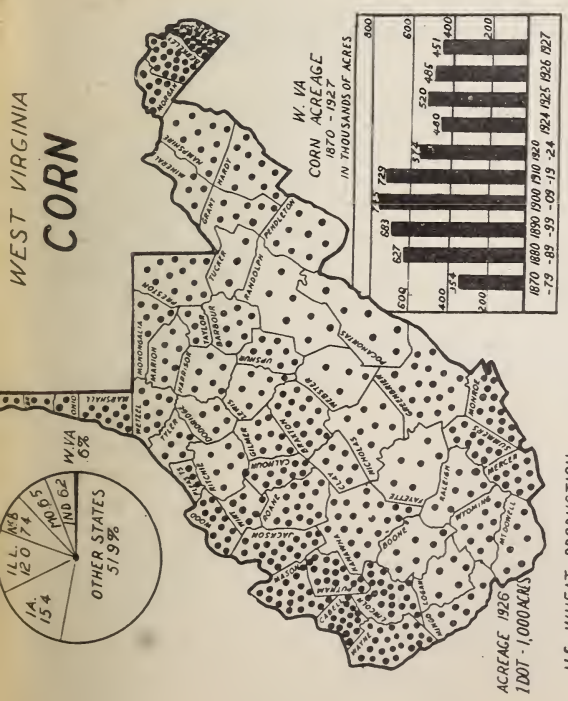 WEST VIRGINIA
CORN
IA.
15.4
ILL.
12.0
NEB
7.4
MO 6.5
IND 6.2
W.VA
.6%
OTHER STATES
51.9%
OHIO
MARSHALL
WETZEL
MONONGALIA
MARION
PRESTON
TAYLOR
HARRISON
TYLER
DODDRIDGE
PLEASANTS
WOOD
RITCHIE
WIRT
BARBOUR
TUCKER
RANDOLPH
UPSHUR
LEWIS
GILMER
CALHOUN
BRAXTON
ROANE
JACKSON
MASON
PUTNAM
CABELL
WAYNE
LINCOLN
KANAWHA
CLAY
NICHOLAS
WEBSTER
POCAHONTAS
PENDLETON
GRANT
HARDY
MINERAL
HAMPSHIRE
MORGAN
GREENBRIER
FAYETTE
BOONE
LOGAN
MINGO
RALEIGH
WYOMING
McDOWELL
MERCER
SUMMERS
MONROE
ACREAGE 1926
1 DOT - 1,000 ACRES
W. VA
CORN ACREAGE
1870 - 1927
IN THOUSANDS OF ACRES
800
600 600
400 400
200 200
354 627 683 729 480 520 485 451
1870 1880 1890 1900 1910 1920 1924 1925 1926 1927
-79 -89 -99 -09 -19 -24
U.S. WHEAT PRODUCTION